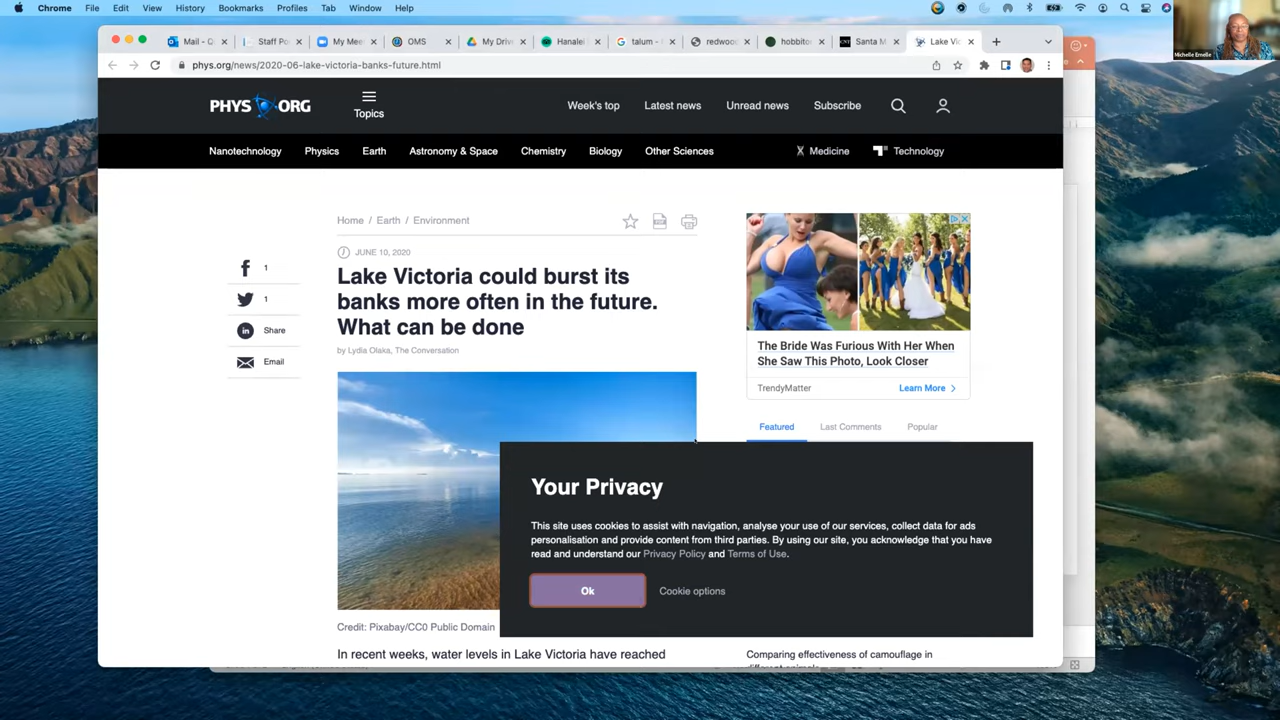 Chrome File Edit View History Bookmarks Profiles Tab Window Help
Michelle Emelle
Mail - Staff Po My Mee OMS My Drive Hanalei talum - redwoo hobbito Santa M Lake Vic
phys.org/news/2020-06-lake-victoria-banks-future.html
PHYS ORG
Topics
Week's top Latest news Unread news Subscribe
Nanotechnology Physics Earth Astronomy & Space Chemistry Biology Other Sciences Medicine Technology
Home / Earth / Environment
JUNE 10, 2020
Lake Victoria could burst its
banks more often in the future.
What can be done
by Lydia Olaka, The Conversation
1
1
Share
Email
The Bride Was Furious With Her When
She Saw This Photo, Look Closer
TrendyMatter Learn More
Featured Last Comments Popular
Your Privacy
This site uses cookies to assist with navigation, analyse your use of our services, collect data for ads
personalisation and provide content from third parties. By using our site, you acknowledge that you have
read and understand our Privacy Policy and Terms of Use.
Ok Cookie options
Credit: Pixabay/CC0 Public Domain
In recent weeks, water levels in Lake Victoria have reached
Comparing effectiveness of camouflage in
different animals